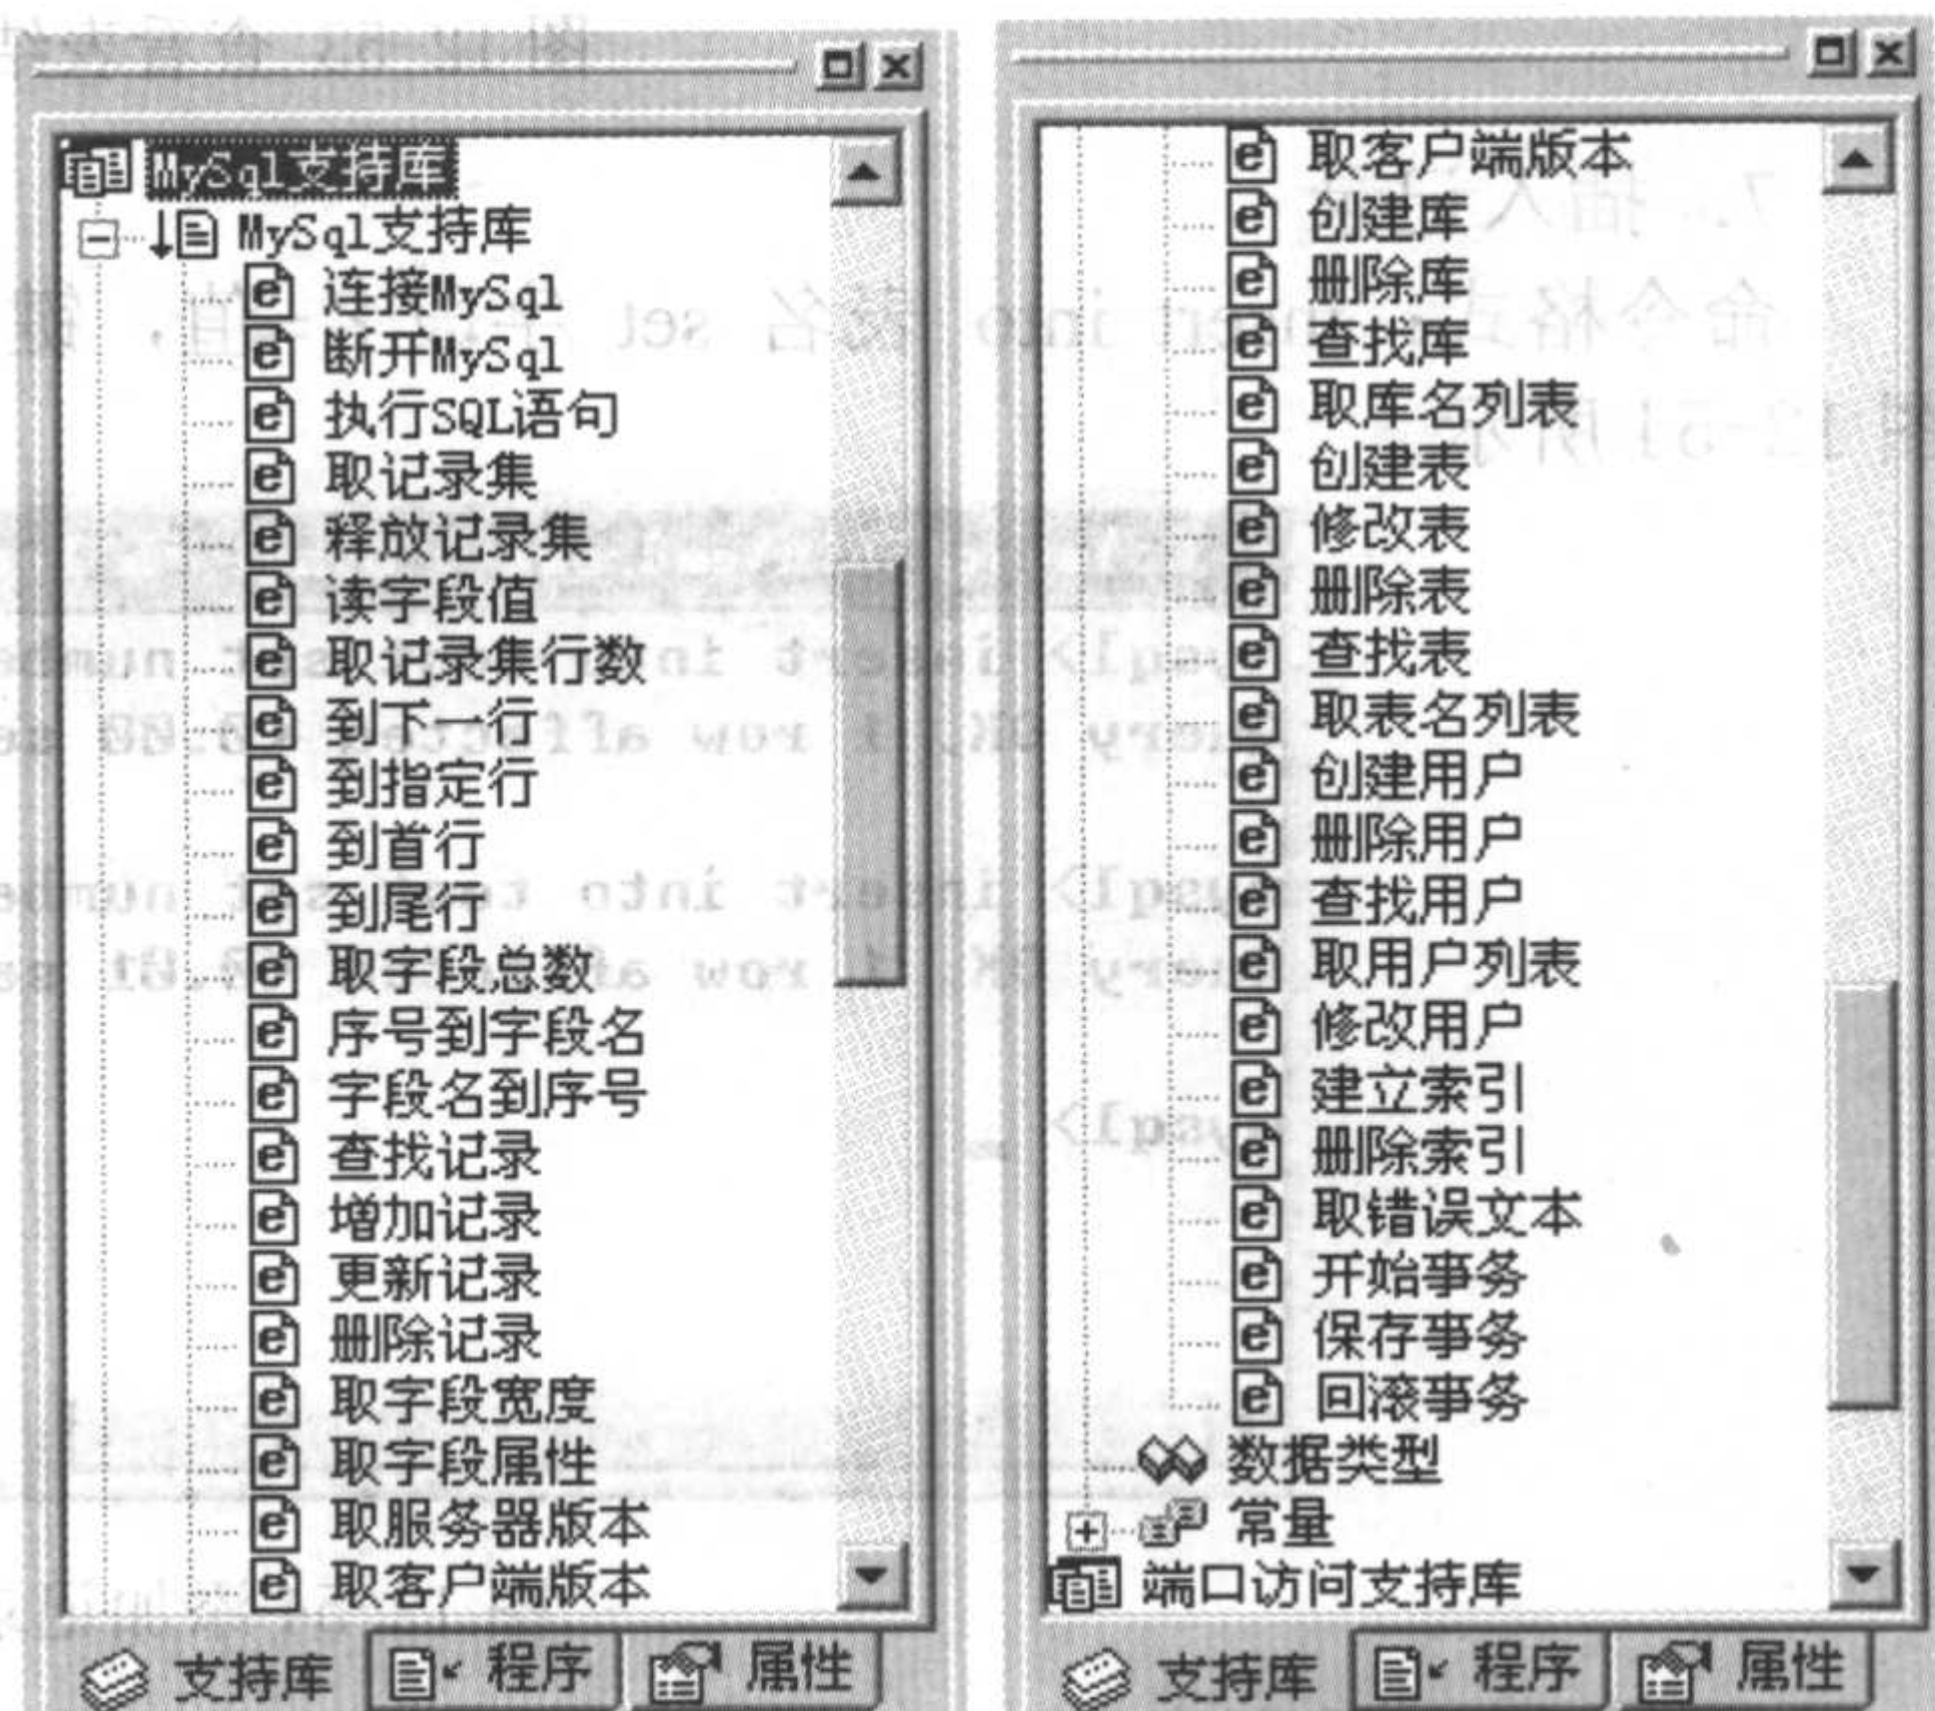 MySql支持库
MySql支持库
连接MySql
断开MySql
执行SQL语句
取记录集
释放记录集
读字段值
取记录集行数
到下一行
到指定行
到首行
到尾行
取字段总数
序号到字段名
字段名到序号
查找记录
增加记录
更新记录
删除记录
取字段宽度
取字段属性
取服务器版本
取客户端版本
支持库
程序
属性
取客户端版本
创建库
删除库
查找库
取库名列表
创建表
修改表
删除表
查找表
取表名列表
创建用户
删除用户
查找用户
取用户列表
修改用户
建立索引
删除索引
取错误文本
开始事务
保存事务
回滚事务
数据类型
常量
端口访问支持库
支持库
程序
属性